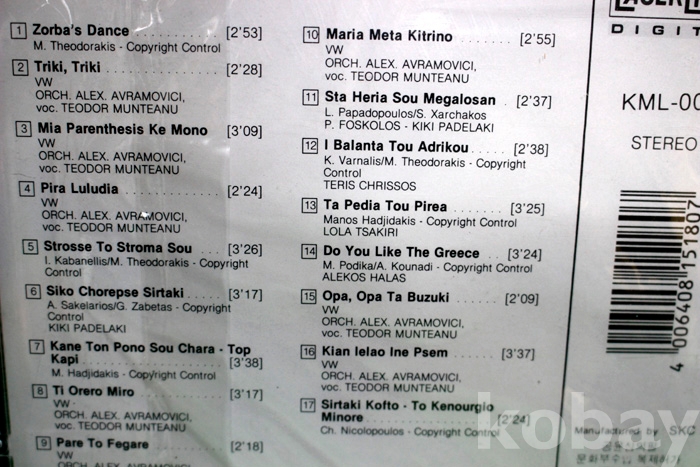 1 Zorba's Dance [2'53]
M. Theodorakis - Copyright Control
2 Triki, Triki [2'28]
VW
ORCH. ALEX. AVRAMOVICI,
voc. TEODOR MUNTEANU
3 Mia Parenthesis Ke Mono [3'09]
VW
ORCH. ALEX. AVRAMOVICI,
voc. TEODOR MUNTEANU
4 Pira Luludia [2'24]
VW
ORCH. ALEX. AVRAMOVICI,
voc. TEODOR MUNTEANU
5 Strosse To Stroma Sou [3'26]
I. Kabanellis/M. Theodorakis - Copyright
Control
6 Siko Chorepse Sirtaki [3'17]
A. Sakelarios/G. Zabetas - Copyright
Control
KIKI PADELAKI
7 Kane Ton Pono Sou Chara - Top
Kapi [3'38]
M. Hadjidakis - Copyright Control
8 Ti Orero Miro [3'17]
VW
ORCH. ALEX. AVRAMOVICI,
voc. TEODOR MUNTEANU
9 Pare To Fegare [2'18]
VW
10 Maria Meta Kitrino [2'55]
VW
ORCH. ALEX. AVRAMOVICI,
voc. TEODOR MUNTEANU
11 Sta Heria Sou Megalosan [2'37]
L. Papadopoulos/S. Xarchakos
P. FOSKOLOS - KIKI PADELAKI
12 I Balanta Tou Adrikou [2'38]
K. Varnalis/M. Theodorakis - Copyright
Control
TERIS CHRISSOS
13 Ta Pedia Tou Pirea [3'25]
Manos Hadjidakis - Copyright Control
LOLA TSAKIRI
14 Do You Like The Greece [3'24]
M. Podika/A. Kounadi - Copyright Control
ALEKOS HALAS
15 Opa, Opa Ta Buzuki [2'09]
VW
ORCH. ALEX. AVRAMOVICI,
voc. TEODOR MUNTEANU
16 Kian Ielao Ine Psem [3'37]
VW
ORCH. ALEX. AVRAMOVICI,
voc. TEODOR MUNTEANU
17 Sirtaki Kofto - To Kenourgio
Minore [2'24]
Ch. Nicolopoulos - Copyright Control
DIGIT
KML-00
STEREO
4 006408 151807
Manufactured by SKC
kobay